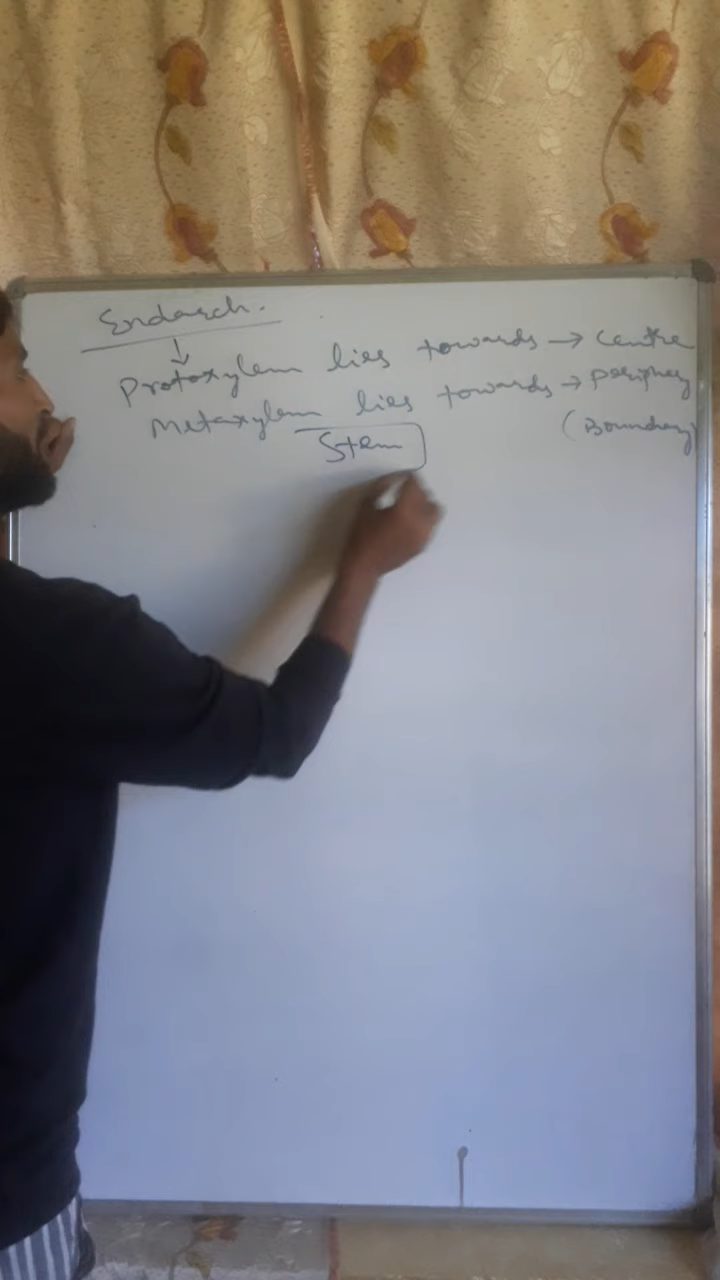 Endarch.
↓
Protoxylem lies towards → Centre
Metaxylem lies towards → periphery
(Boundary)
Stem